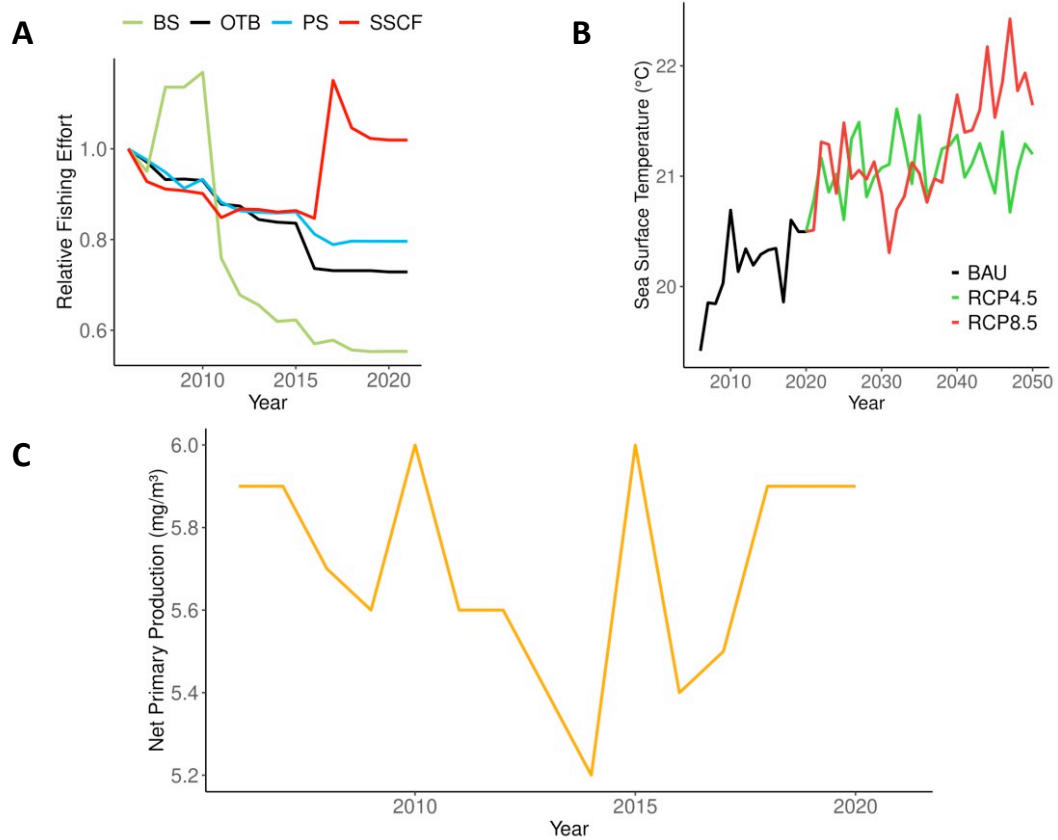 BS OTB PS SSCF
A
Relative Fishing Effort
1.0
0.8
0.6
2010 2015 2020
Year
B
Sea Surface Temperature (°C)
22
21
20
BAU
RCP4.5
RCP8.5
2010 2020 2030 2040 2050
Year
C
Net Primary Production (mg/m³)
6.0
5.8
5.6
5.4
5.2
2010 2015 2020
Year